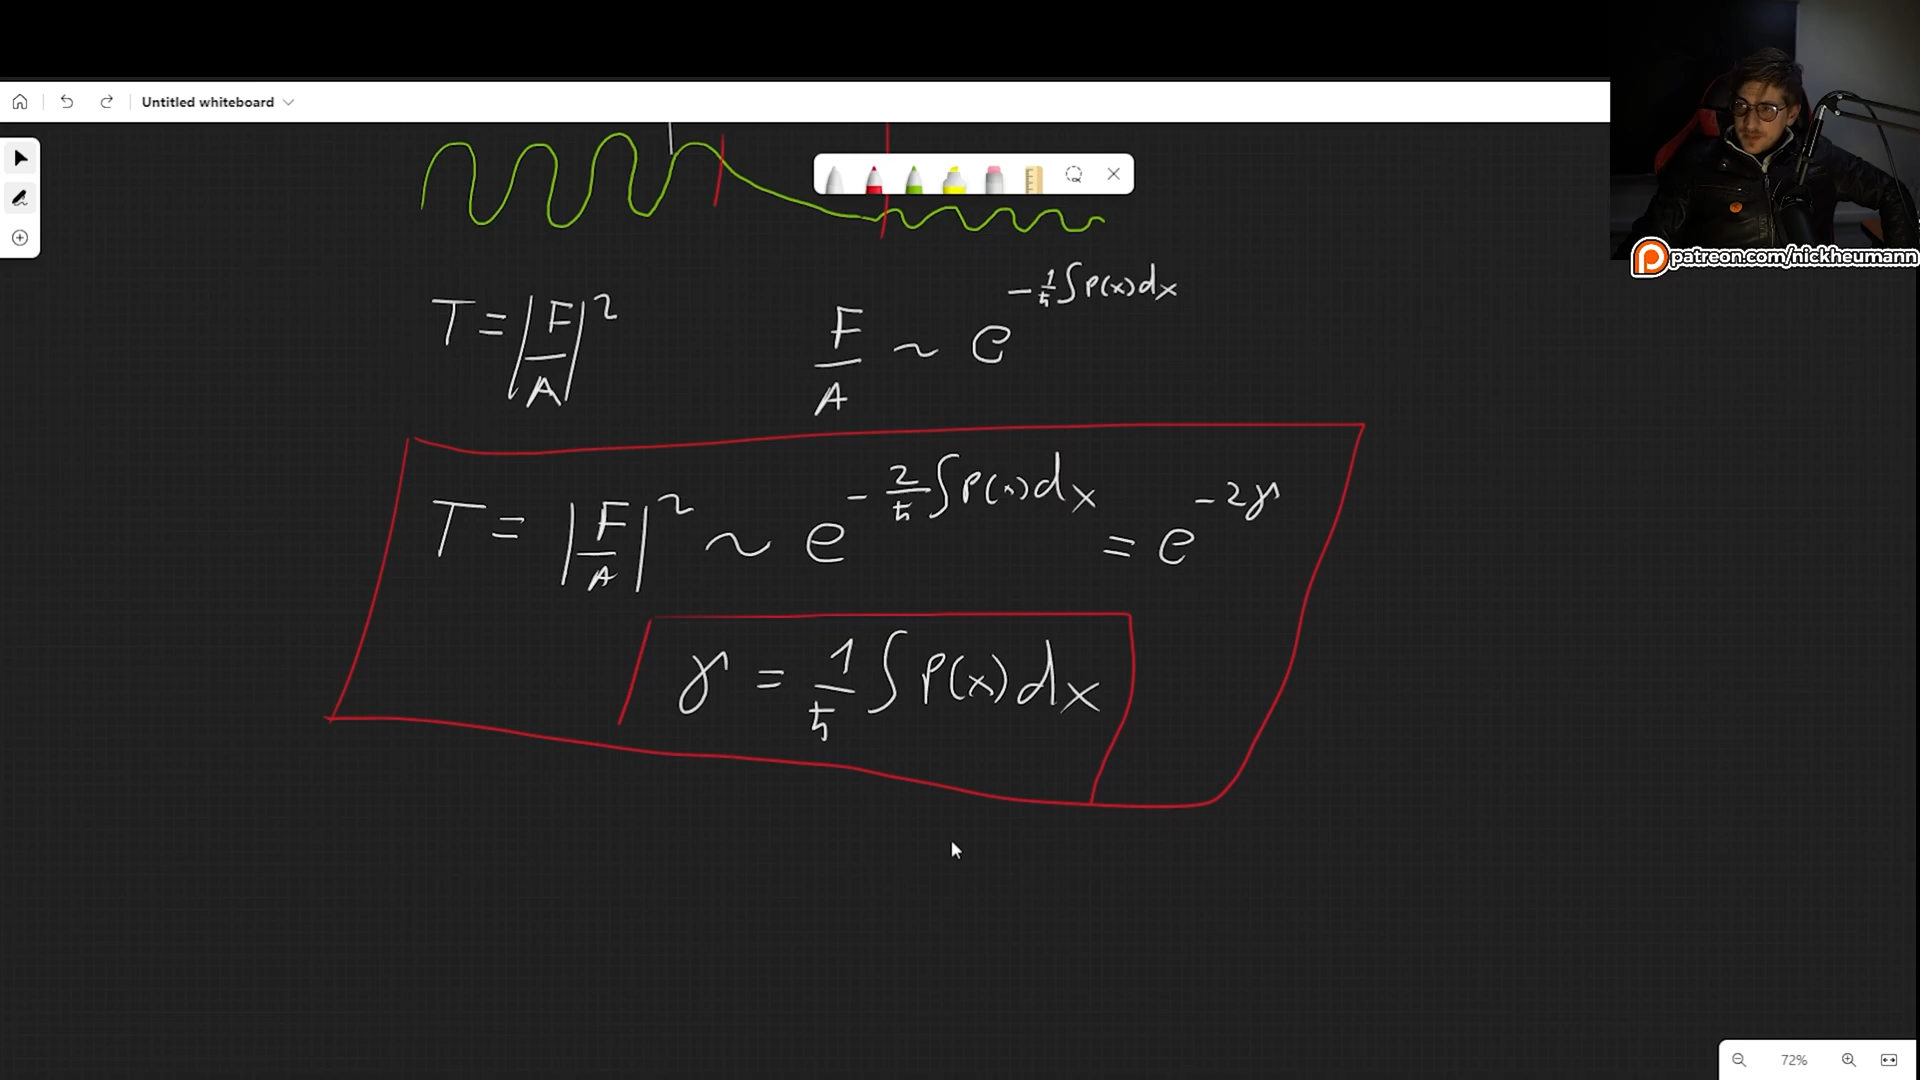 Untitled whiteboard
patreon.com/nickheumann
T = |F/A|² F/A ~ e^(-1/ħ ∫P(x)dx)
T = |F/A|² ~ e^(-2/ħ ∫P(x)dx) = e^(-2γ)
γ = 1/ħ ∫P(x)dx
72%